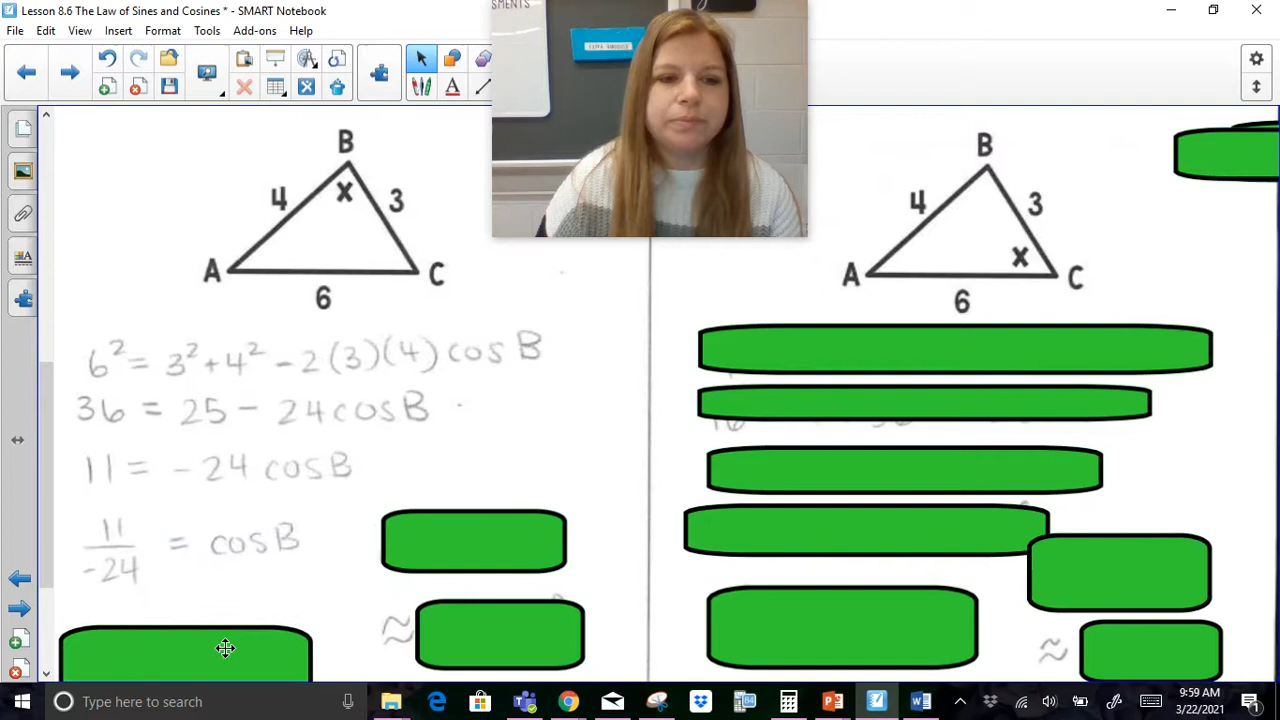 Lesson 8.6 The Law of Sines and Cosines * - SMART Notebook
File Edit View Insert Format Tools Add-ons Help
EXTRA HANDOUTS
B
4 x 3
A C
6
6² = 3² + 4² - 2(3)(4) cos B
36 = 25 - 24 cos B
11 = -24 cos B
11/-24 = cos B
≈
B
4 3
x
A C
6
≈
Type here to search
9:59 AM
3/22/2021